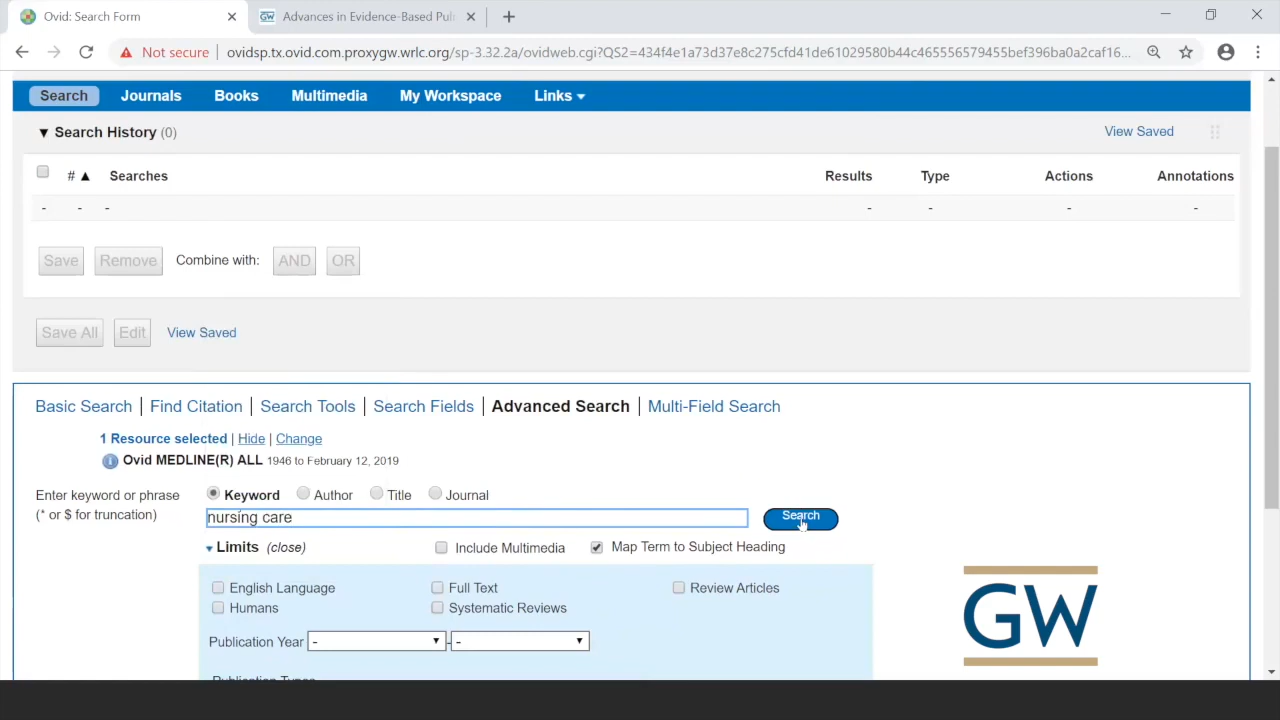 Ovid: Search Form
GW Advances in Evidence-Based Pul
Not secure | ovidsp.tx.ovid.com.proxygw.wrlc.org/sp-3.32.2a/ovidweb.cgi?QS2=434f4e1a73d37e8c275cfd41de61029580b44c465556579455bef396ba0a2caf16...
Search Journals Books Multimedia My Workspace Links
Search History (0) View Saved
# Searches Results Type Actions Annotations
- - - - - - -
Save Remove Combine with: AND OR
Save All Edit View Saved
Basic Search | Find Citation | Search Tools | Search Fields | Advanced Search | Multi-Field Search
1 Resource selected | Hide | Change
Ovid MEDLINE(R) ALL 1946 to February 12, 2019
Enter keyword or phrase
(* or $ for truncation)
Keyword Author Title Journal
nursing care Search
Limits (close) Include Multimedia Map Term to Subject Heading
English Language Full Text Review Articles
Humans Systematic Reviews
Publication Year - - -
Publication Types
GW